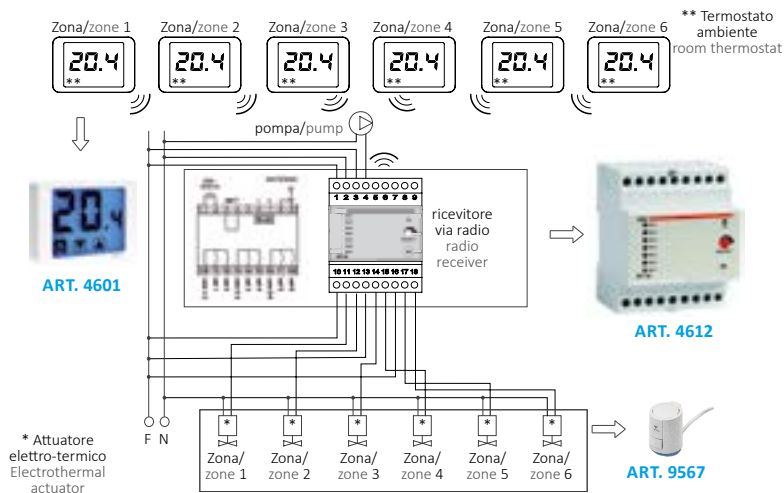 Zona/zone 1
Zona/zone 2
Zona/zone 3
Zona/zone 4
Zona/zone 5
Zona/zone 6
** Termostato
ambiente
room thermostat
20.4
**
20.4
**
20.4
**
20.4
**
20.4
**
20.4
**
pompa/pump
1 2 3 4 5 6 7 8 9
ricevitore
via radio
radio
receiver
10 11 12 13 14 15 16 17 18
20.4
ART. 4601
ART. 4612
F N
* Attuatore
elettro-termico
Electrothermal
actuator
* * * * * *
Zona/
zone 1
Zona/
zone 2
Zona/
zone 3
Zona/
zone 4
Zona/
zone 5
Zona/
zone 6
ART. 9567